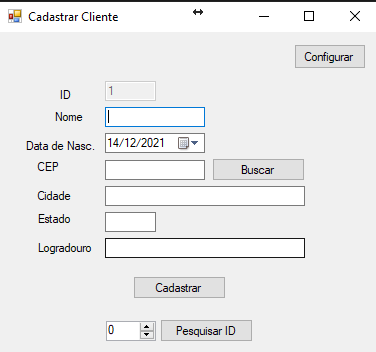 Cadastrar Cliente
Configurar
ID 1
Nome
Data de Nasc. 14/12/2021
CEP Buscar
Cidade
Estado
Logradouro
Cadastrar
0 Pesquisar ID